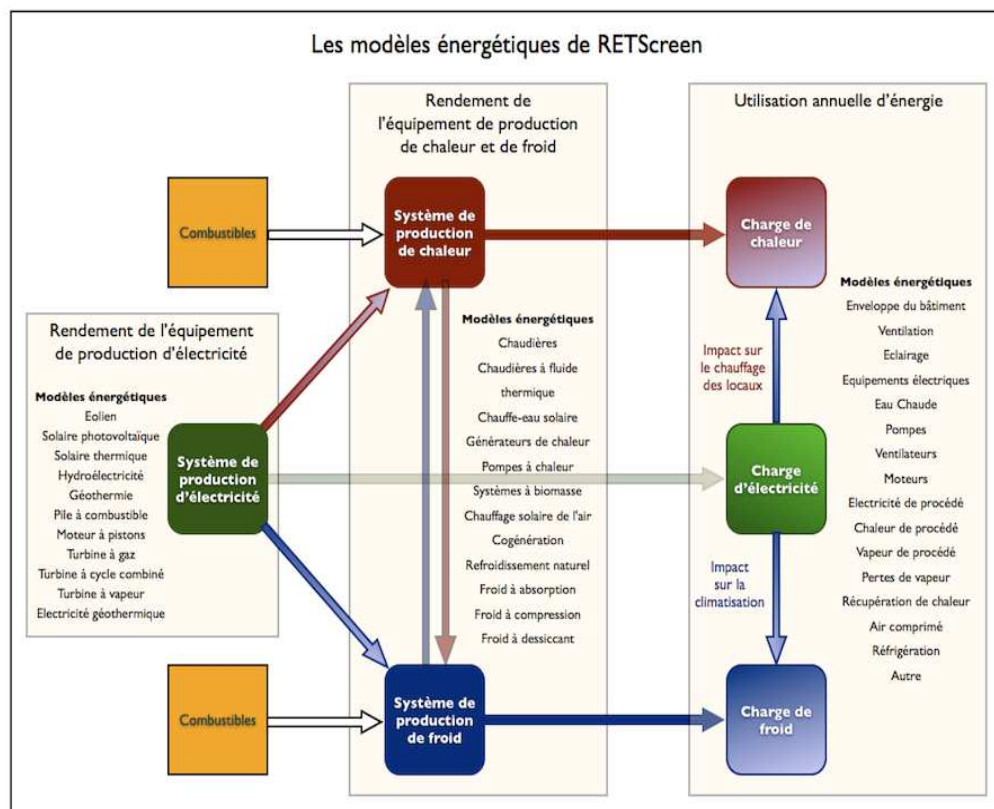 Les modèles énergétiques de RETScreen
Rendement de
l'équipement de production
de chaleur et de froid
Utilisation annuelle d'énergie
Combustibles
Système de
production
de chaleur
Charge de
chaleur
Rendement de l'équipement
de production d'électricité
Modèles énergétiques
Eolien
Solaire photovoltaïque
Solaire thermique
Hydroélectricité
Géothermie
Pile à combustible
Moteur à pistons
Turbine à gaz
Turbine à cycle combiné
Turbine à vapeur
Electricité géothermique
Système de
production
d'électricité
Modèles énergétiques
Chaudières
Chaudières à fluide
thermique
Chauffe-eau solaire
Générateurs de chaleur
Pompes à chaleur
Systèmes à biomasse
Chauffage solaire de l'air
Cogénération
Refroidissement naturel
Froid à absorption
Froid à compression
Froid à dessiccant
Impact sur
le chauffage
des locaux
Charge
d'électricité
Impact
sur la
climatisation
Modèles énergétiques
Enveloppe du bâtiment
Ventilation
Eclairage
Equipements électriques
Eau Chaude
Pompes
Ventilateurs
Moteurs
Electricité de procédé
Chaleur de procédé
Vapeur de procédé
Pertes de vapeur
Récupération de chaleur
Air comprimé
Réfrigération
Autre
Combustibles
Système de
production
de froid
Charge de
froid